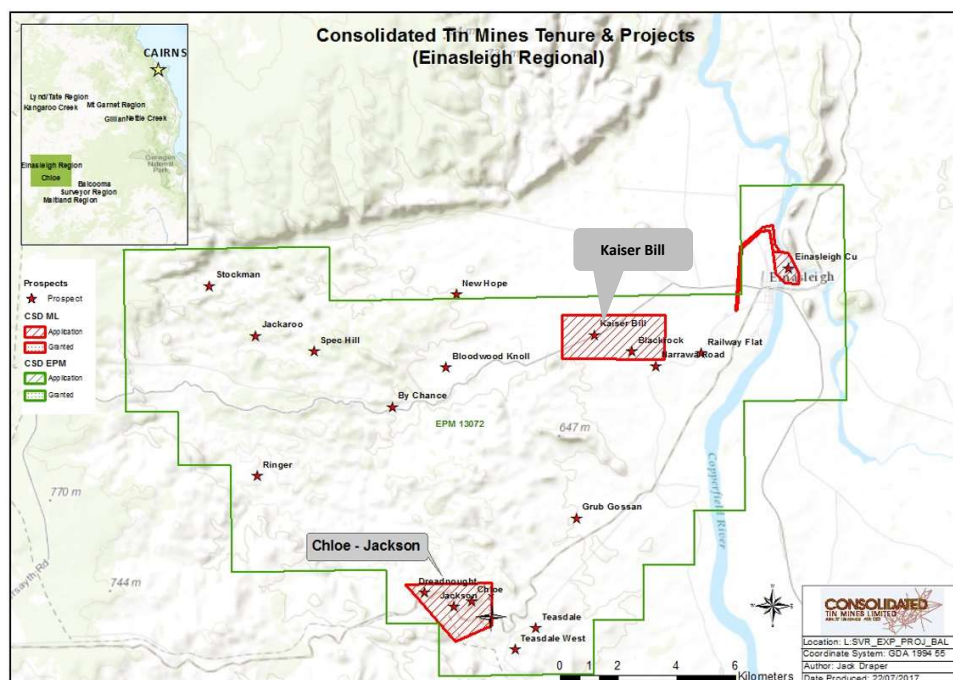 Consolidated Tin Mines Tenure & Projects
(Einasleigh Regional)
CAIRNS
Lynd/Tate Region
Kangaroo Creek
Mt Garnet Region
Gillian
Nettle Creek
Einasleigh Region
Chloe
Balcooma
Surveyor Region
Maitland Region
Kaiser Bill
Einasleigh Cu
Einasleigh
Stockman
New Hope
Prospects
Prospect
CSD ML
Application
Granted
CSD EPM
Application
Granted
Jackaroo
Spec Hill
Kaiser Bill
Blackrock
Railway Flat
Narrawa Road
Bloodwood Knoll
By Chance
EPM 13072
647 m
Ringer
770 m
Grub Gossan
Copperfield River
Chloe - Jackson
744 m
Dreadnought
Chloe
Jackson
Teasdale
Teasdale West
0 1 2 4 6
Kilometers
CONSOLIDATED
TIN MINES LIMITED
Location: L:SVR_EXP_PROJ_BAL
Coordinate System: GDA 1994 55
Author: Jack Draper
Date Produced: 22/07/2017